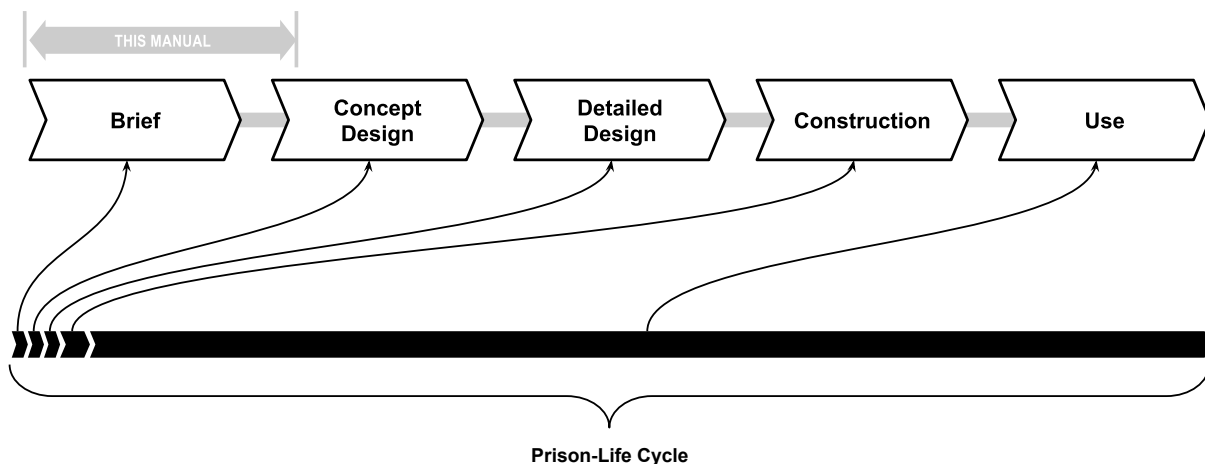 THIS MANUAL
Brief
Concept
Design
Detailed
Design
Construction
Use
Prison-Life Cycle